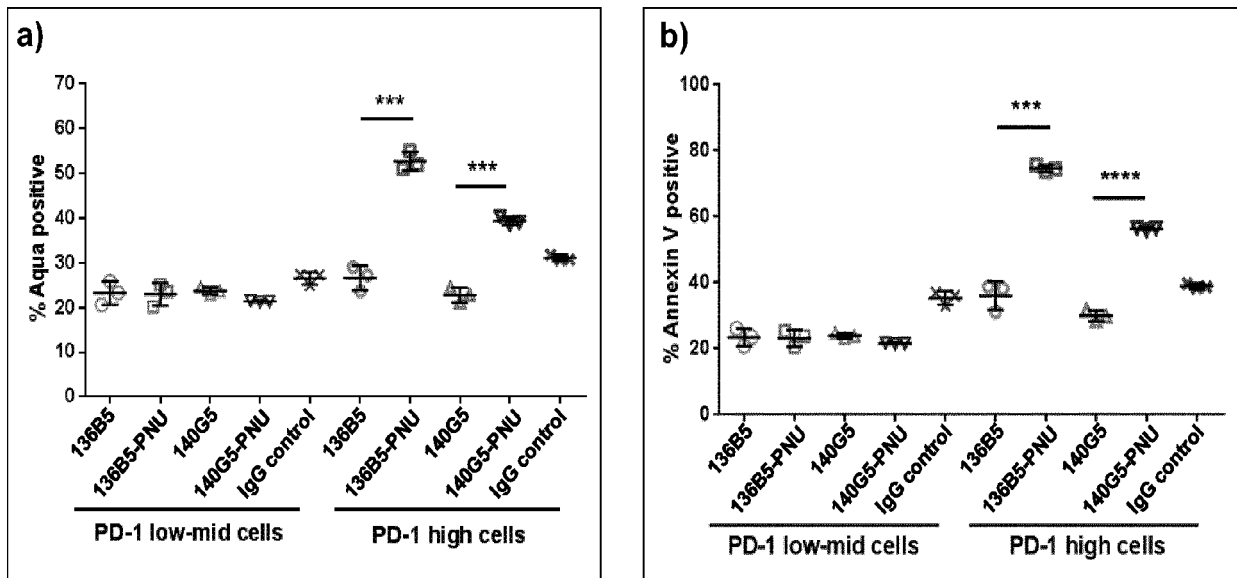 a)
% Aqua positive
70
60
50
40
30
20
10
0
***
***
136B5
136B5-PNU
140G5
140G5-PNU
IgG control
136B5
136B5-PNU
140G5
140G5-PNU
IgG control
PD-1 low-mid cells
PD-1 high cells
b)
% Annexin V positive
100
80
60
40
20
0
***
****
136B5
136B5-PNU
140G5
140G5-PNU
IgG control
136B5
136B5-PNU
140G5
140G5-PNU
IgG control
PD-1 low-mid cells
PD-1 high cells